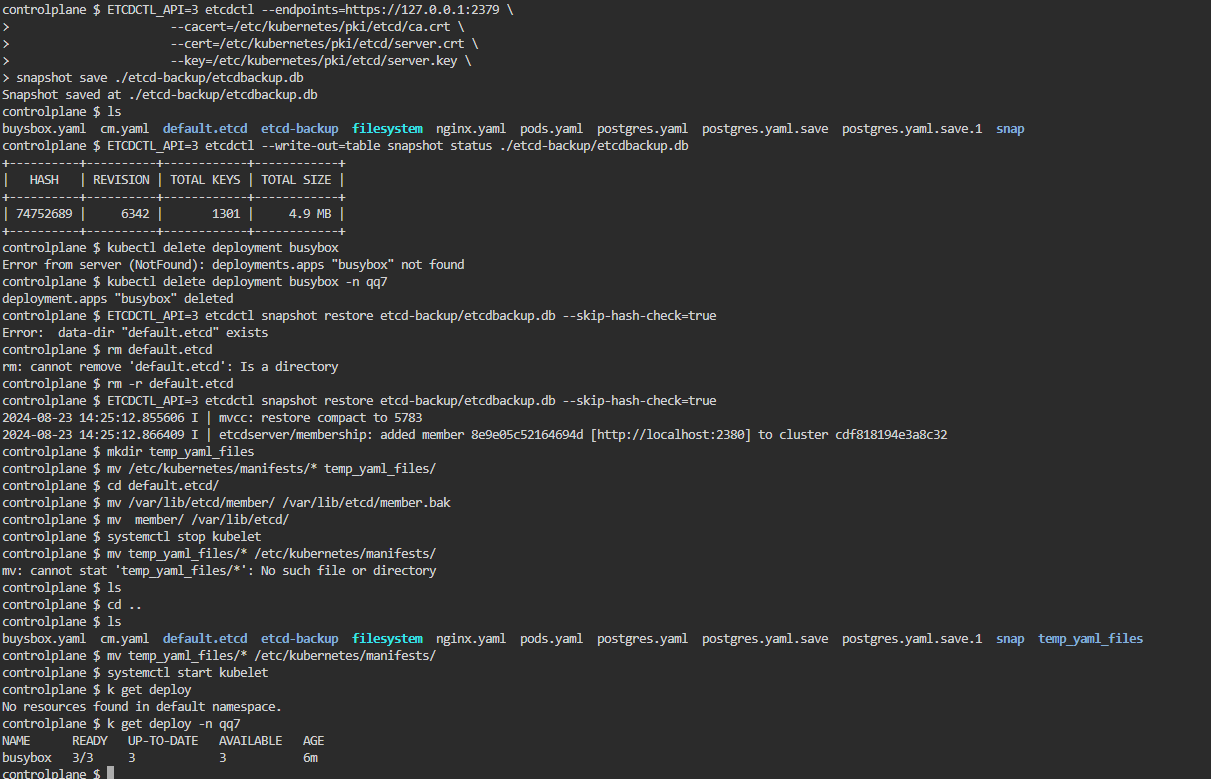 controlplane $ ETCDCTL_API=3 etcdctl --endpoints=https://127.0.0.1:2379 \
>                        --cacert=/etc/kubernetes/pki/etcd/ca.crt \
>                        --cert=/etc/kubernetes/pki/etcd/server.crt \
>                        --key=/etc/kubernetes/pki/etcd/server.key \
> snapshot save ./etcd-backup/etcdbackup.db
Snapshot saved at ./etcd-backup/etcdbackup.db
controlplane $ ls
buysbox.yaml  cm.yaml  default.etcd  etcd-backup  filesystem  nginx.yaml  pods.yaml  postgres.yaml  postgres.yaml.save  postgres.yaml.save.1  snap
controlplane $ ETCDCTL_API=3 etcdctl --write-out=table snapshot status ./etcd-backup/etcdbackup.db
+----------+----------+------------+------------+
|   HASH   | REVISION | TOTAL KEYS | TOTAL SIZE |
+----------+----------+------------+------------+
| 74752689 |     6342 |       1301 |     4.9 MB |
+----------+----------+------------+------------+
controlplane $ kubectl delete deployment busybox
Error from server (NotFound): deployments.apps "busybox" not found
controlplane $ kubectl delete deployment busybox -n qq7
deployment.apps "busybox" deleted
controlplane $ ETCDCTL_API=3 etcdctl snapshot restore etcd-backup/etcdbackup.db --skip-hash-check=true
Error:  data-dir "default.etcd" exists
controlplane $ rm default.etcd
rm: cannot remove 'default.etcd': Is a directory
controlplane $ rm -r default.etcd
controlplane $ ETCDCTL_API=3 etcdctl snapshot restore etcd-backup/etcdbackup.db --skip-hash-check=true
2024-08-23 14:25:12.855606 I | mvcc: restore compact to 5783
2024-08-23 14:25:12.866409 I | etcdserver/membership: added member 8e9e05c52164694d [http://localhost:2380] to cluster cdf818194e3a8c32
controlplane $ mkdir temp_yaml_files
controlplane $ mv /etc/kubernetes/manifests/* temp_yaml_files/
controlplane $ cd default.etcd/
controlplane $ mv /var/lib/etcd/member/ /var/lib/etcd/member.bak
controlplane $ mv  member/ /var/lib/etcd/
controlplane $ systemctl stop kubelet
controlplane $ mv temp_yaml_files/* /etc/kubernetes/manifests/
mv: cannot stat 'temp_yaml_files/*': No such file or directory
controlplane $ ls
controlplane $ cd ..
controlplane $ ls
buysbox.yaml  cm.yaml  default.etcd  etcd-backup  filesystem  nginx.yaml  pods.yaml  postgres.yaml  postgres.yaml.save  postgres.yaml.save.1  snap  temp_yaml_files
controlplane $ mv temp_yaml_files/* /etc/kubernetes/manifests/
controlplane $ systemctl start kubelet
controlplane $ k get deploy
No resources found in default namespace.
controlplane $ k get deploy -n qq7
NAME      READY   UP-TO-DATE   AVAILABLE   AGE
busybox   3/3     3            3           6m
controlplane $